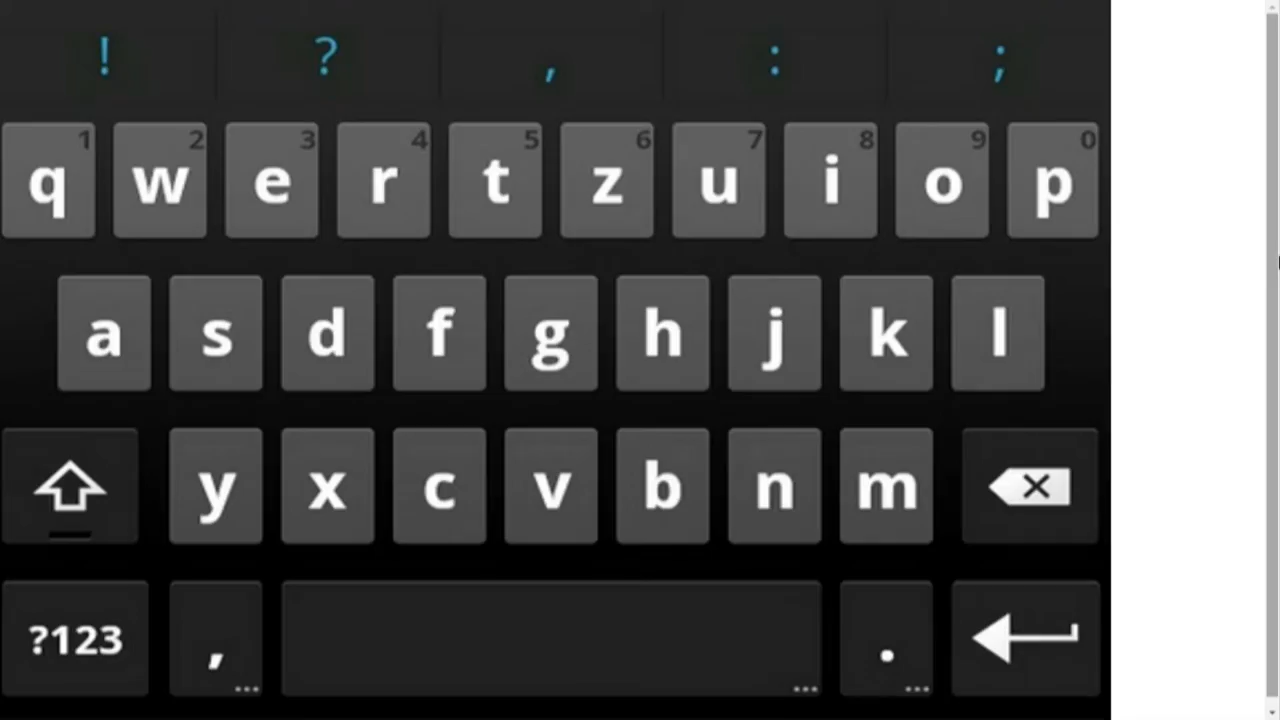 ! ? , : ;
1 2 3 4 5 6 7 8 9 0
q w e r t z u i o p
a s d f g h j k l
y x c v b n m
?123 , ... ... . ...